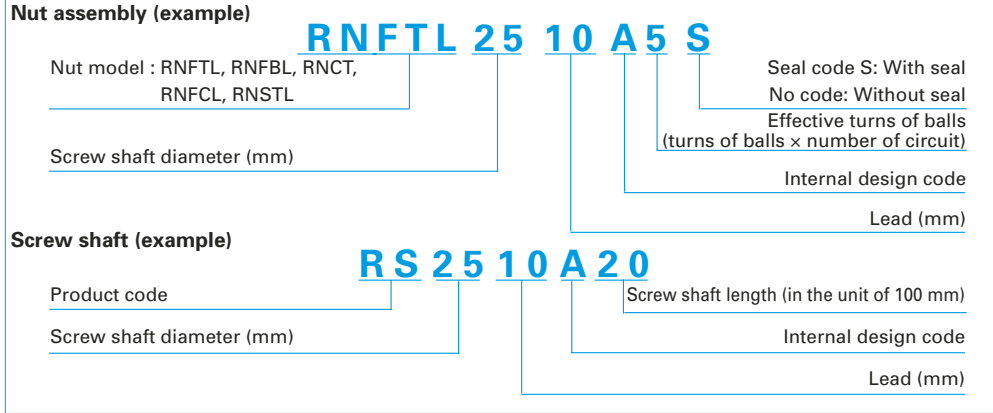 Nut assembly (example)
RNFTL 25 10 A 5 S
Nut model : RNFTL, RNFBL, RNCT,
RNFCL, RNSTL
Screw shaft diameter (mm)
Seal code S: With seal
No code: Without seal
Effective turns of balls
(turns of balls × number of circuit)
Internal design code
Lead (mm)
Screw shaft (example)
RS 25 10 A 20
Product code
Screw shaft diameter (mm)
Screw shaft length (in the unit of 100 mm)
Internal design code
Lead (mm)